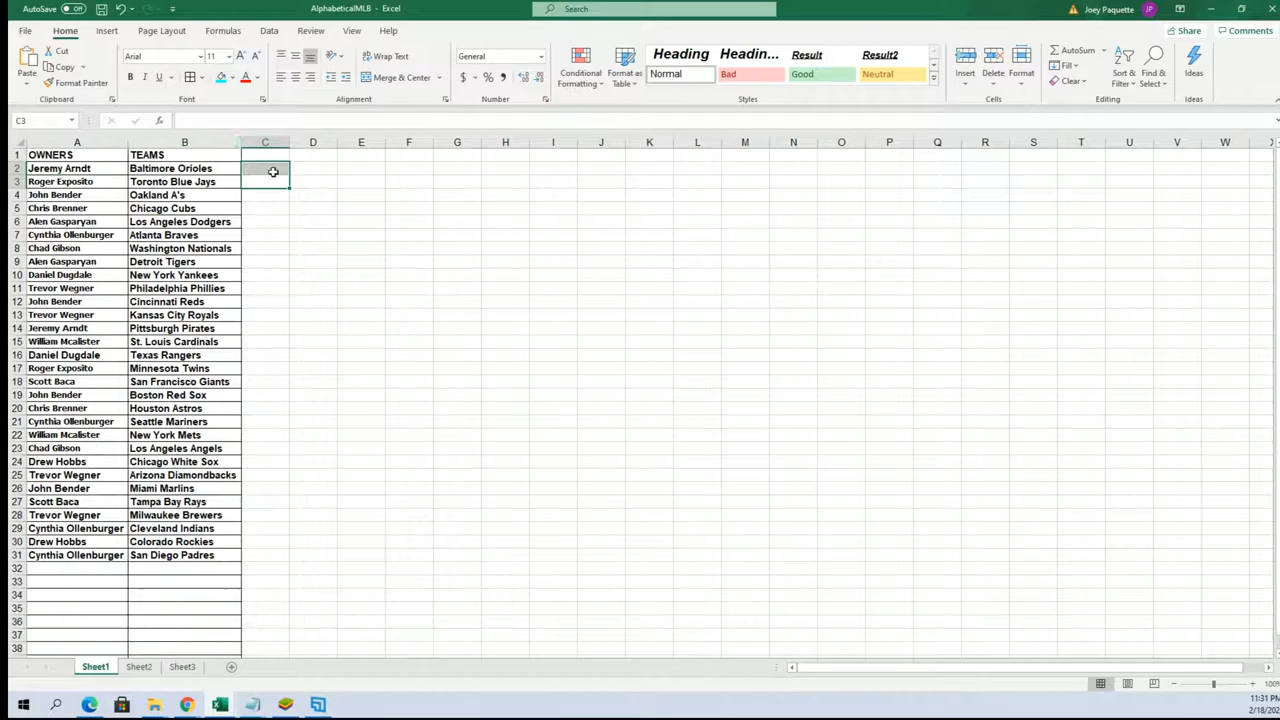 AutoSave Off AlphabeticalMLB - Excel Search Joey Paquette JP
File Home Insert Page Layout Formulas Data Review View Help Share Comments
Paste Cut Copy Format Painter Clipboard
Arial 11 A A B I U A Font
Wrap Text Merge & Center Alignment
General $ % 9 Number
Conditional Formatting Format as Table
Heading Headin... Result Result2
Normal Bad Good Neutral
Styles
Insert Delete Format Cells
AutoSum Fill Clear Sort & Filter Find & Select Editing
Ideas Ideas
C3 fx
A B C D E F G H I J K L M N O P Q R S T U V W
1 OWNERS TEAMS
2 Jeremy Arndt Baltimore Orioles
3 Roger Exposito Toronto Blue Jays
4 John Bender Oakland A's
5 Chris Brenner Chicago Cubs
6 Alen Gasparyan Los Angeles Dodgers
7 Cynthia Ollenburger Atlanta Braves
8 Chad Gibson Washington Nationals
9 Alen Gasparyan Detroit Tigers
10 Daniel Dugdale New York Yankees
11 Trevor Wegner Philadelphia Phillies
12 John Bender Cincinnati Reds
13 Trevor Wegner Kansas City Royals
14 Jeremy Arndt Pittsburgh Pirates
15 William Mcalister St. Louis Cardinals
16 Daniel Dugdale Texas Rangers
17 Roger Exposito Minnesota Twins
18 Scott Baca San Francisco Giants
19 John Bender Boston Red Sox
20 Chris Brenner Houston Astros
21 Cynthia Ollenburger Seattle Mariners
22 William Mcalister New York Mets
23 Chad Gibson Los Angeles Angels
24 Drew Hobbs Chicago White Sox
25 Trevor Wegner Arizona Diamondbacks
26 John Bender Miami Marlins
27 Scott Baca Tampa Bay Rays
28 Trevor Wegner Milwaukee Brewers
29 Cynthia Ollenburger Cleveland Indians
30 Drew Hobbs Colorado Rockies
31 Cynthia Ollenburger San Diego Padres
32
33
34
35
36
37
38
Sheet1 Sheet2 Sheet3
100%
11:31 PM
2/18/202